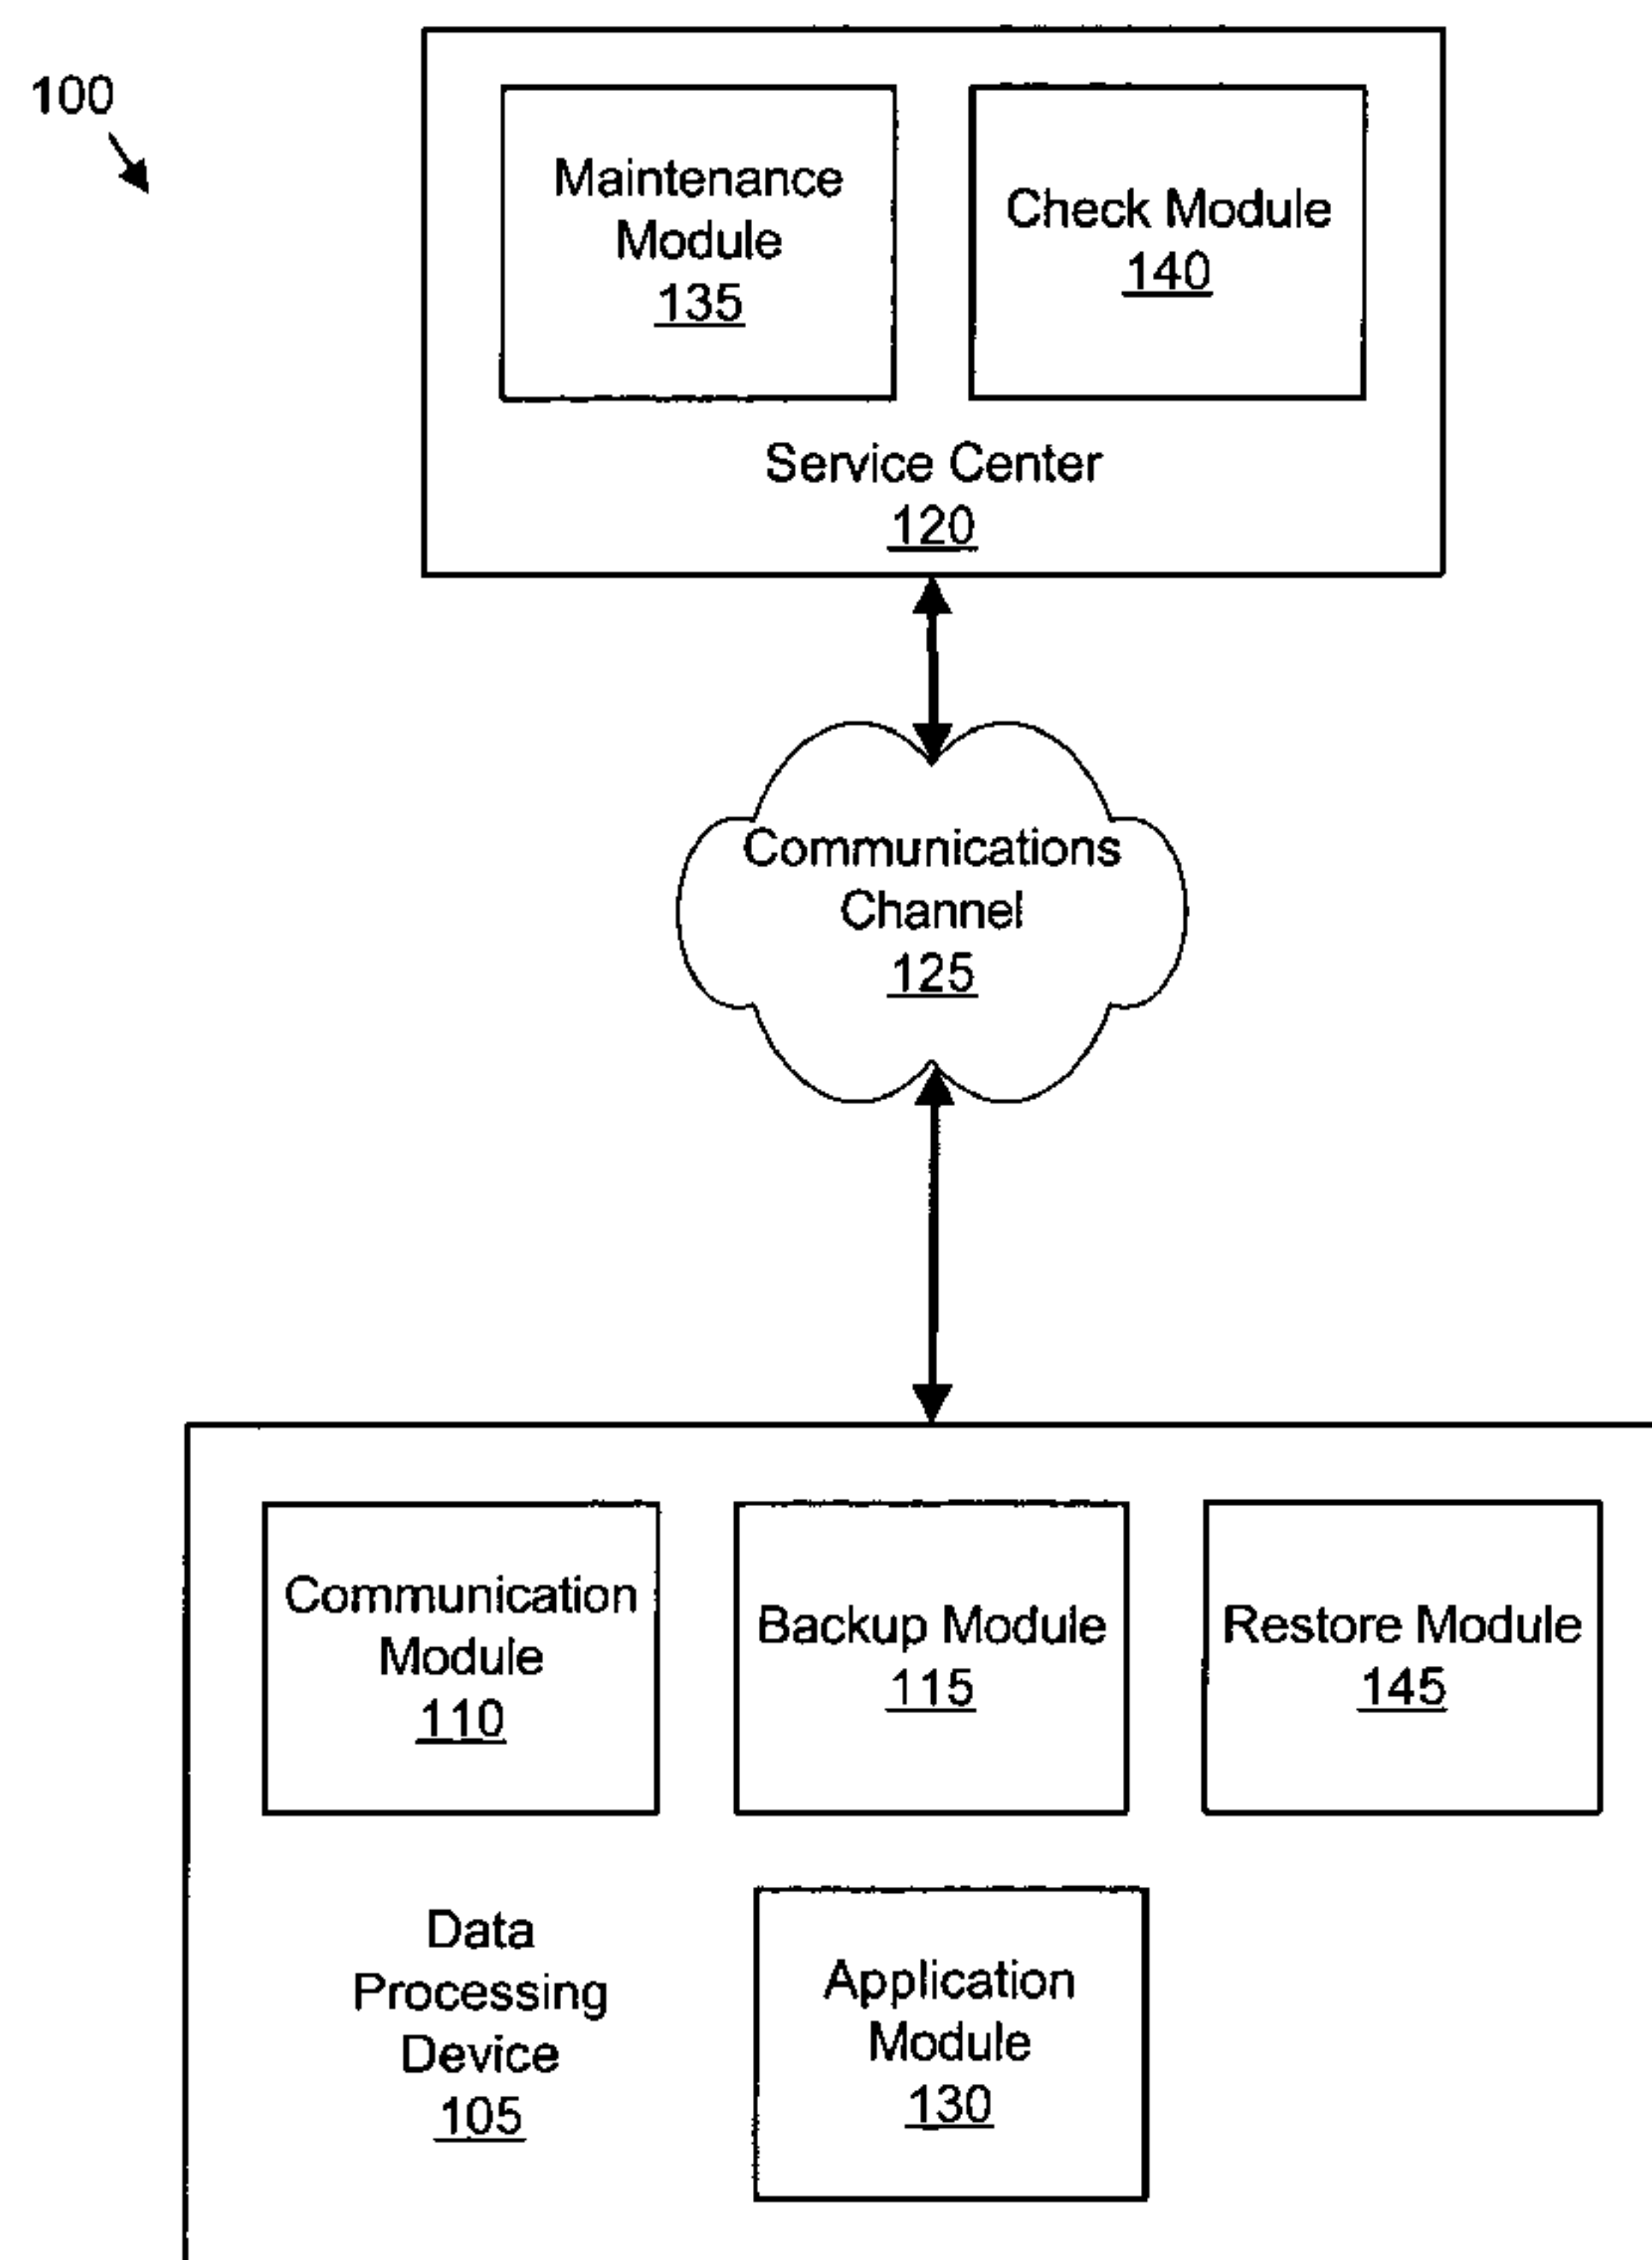 100
Maintenance
Module
135
Check Module
140
Service Center
120
Communications
Channel
125
Communication
Module
110
Backup Module
115
Restore Module
145
Data
Processing
Device
105
Application
Module
130